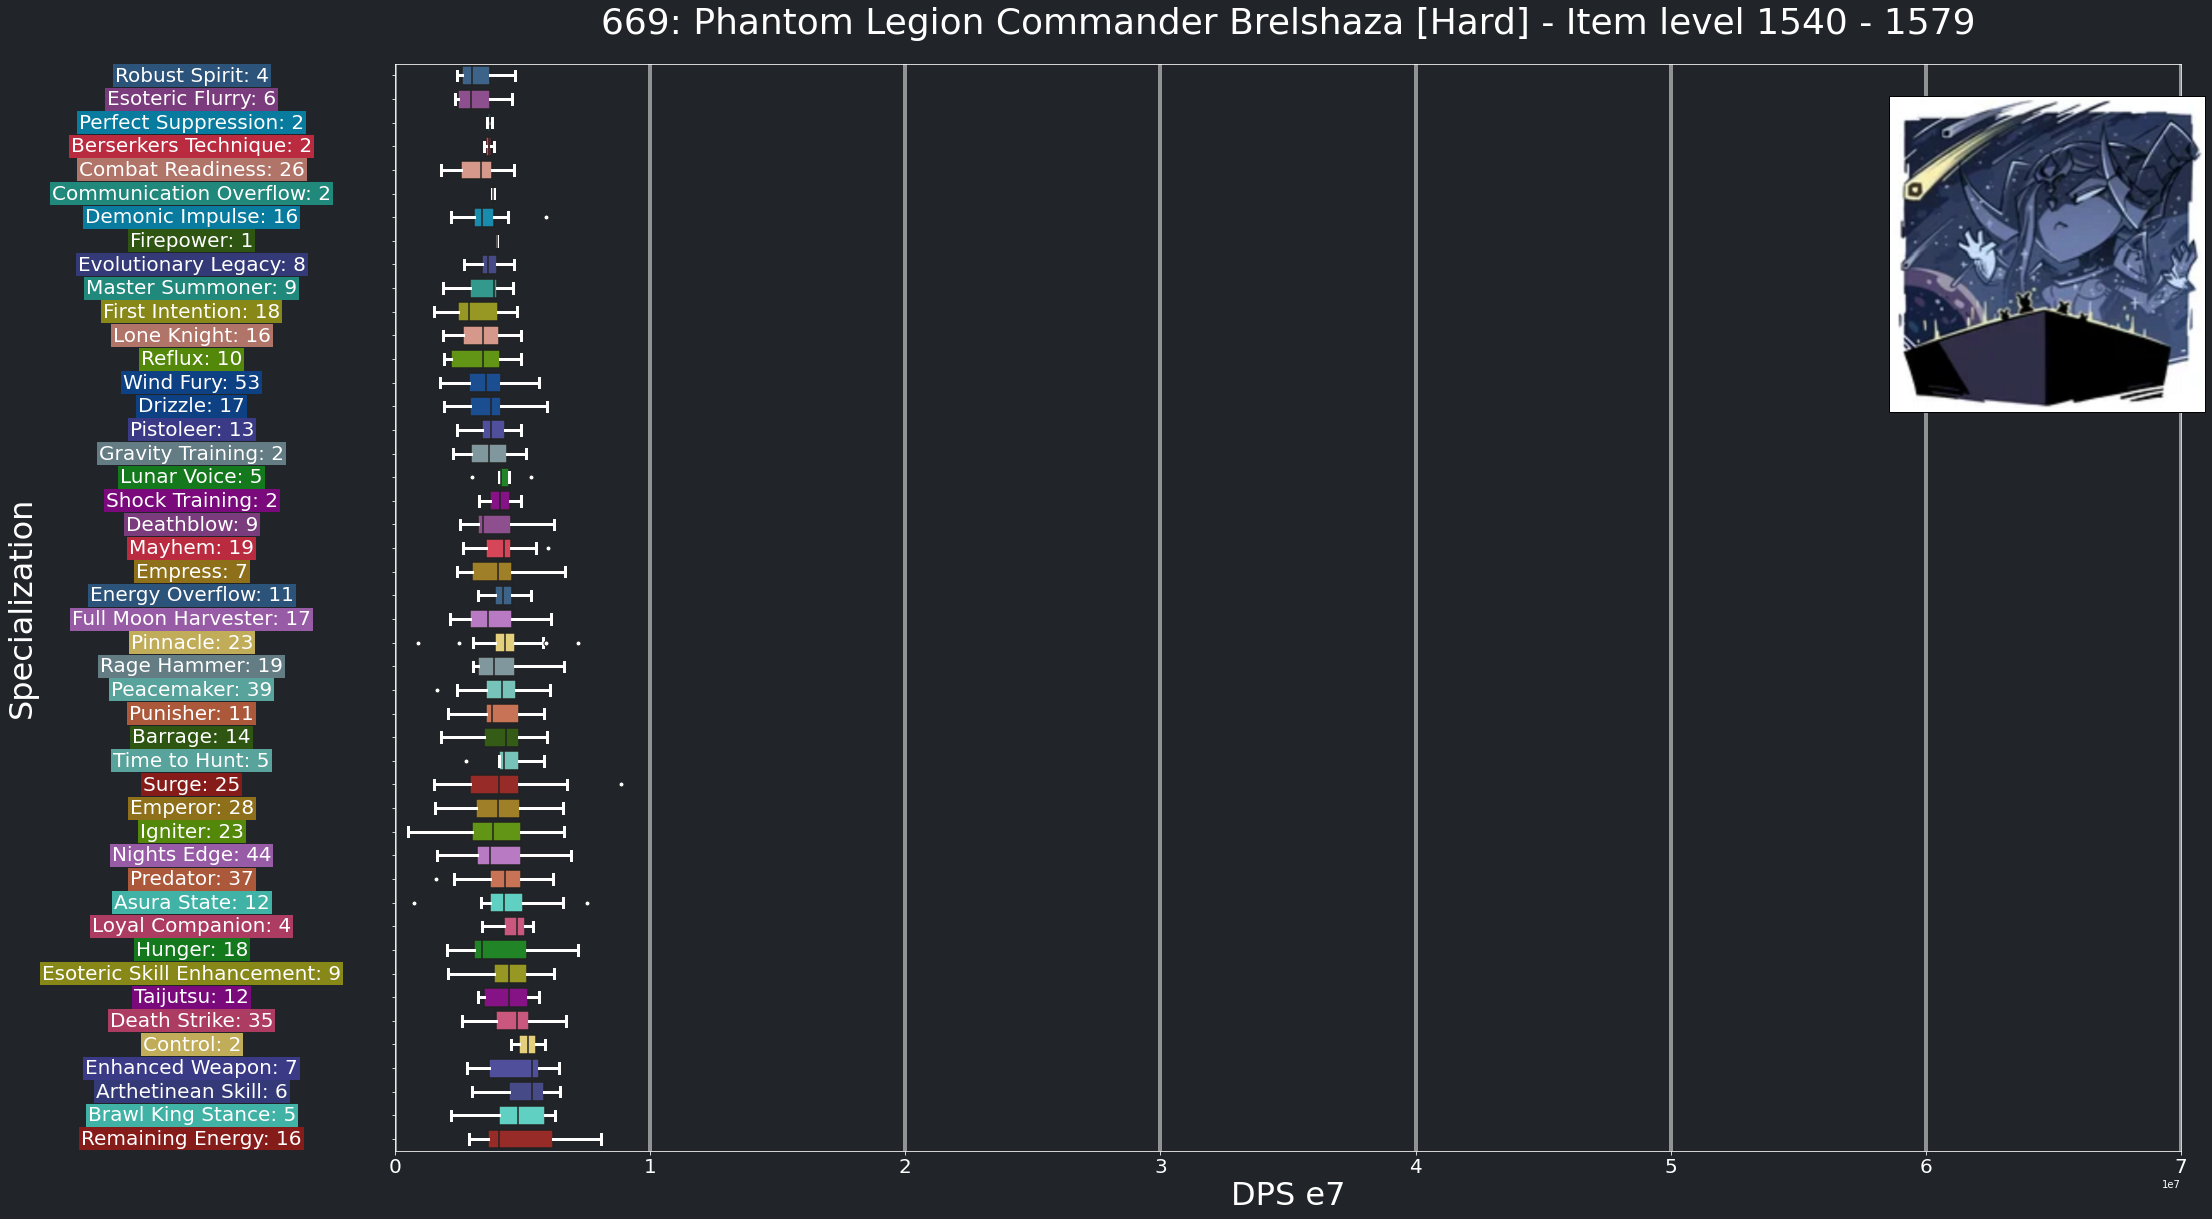 669: Phantom Legion Commander Brelshaza [Hard] - Item level 1540 - 1579
Specialization
Robust Spirit: 4
Esoteric Flurry: 6
Perfect Suppression: 2
Berserkers Technique: 2
Combat Readiness: 26
Communication Overflow: 2
Demonic Impulse: 16
Firepower: 1
Evolutionary Legacy: 8
Master Summoner: 9
First Intention: 18
Lone Knight: 16
Reflux: 10
Wind Fury: 53
Drizzle: 17
Pistoleer: 13
Gravity Training: 2
Lunar Voice: 5
Shock Training: 2
Deathblow: 9
Mayhem: 19
Empress: 7
Energy Overflow: 11
Full Moon Harvester: 17
Pinnacle: 23
Rage Hammer: 19
Peacemaker: 39
Punisher: 11
Barrage: 14
Time to Hunt: 5
Surge: 25
Emperor: 28
Igniter: 23
Nights Edge: 44
Predator: 37
Asura State: 12
Loyal Companion: 4
Hunger: 18
Esoteric Skill Enhancement: 9
Taijutsu: 12
Death Strike: 35
Control: 2
Enhanced Weapon: 7
Arthetinean Skill: 6
Brawl King Stance: 5
Remaining Energy: 16
0 1 2 3 4 5 6 7
1e7
DPS e7